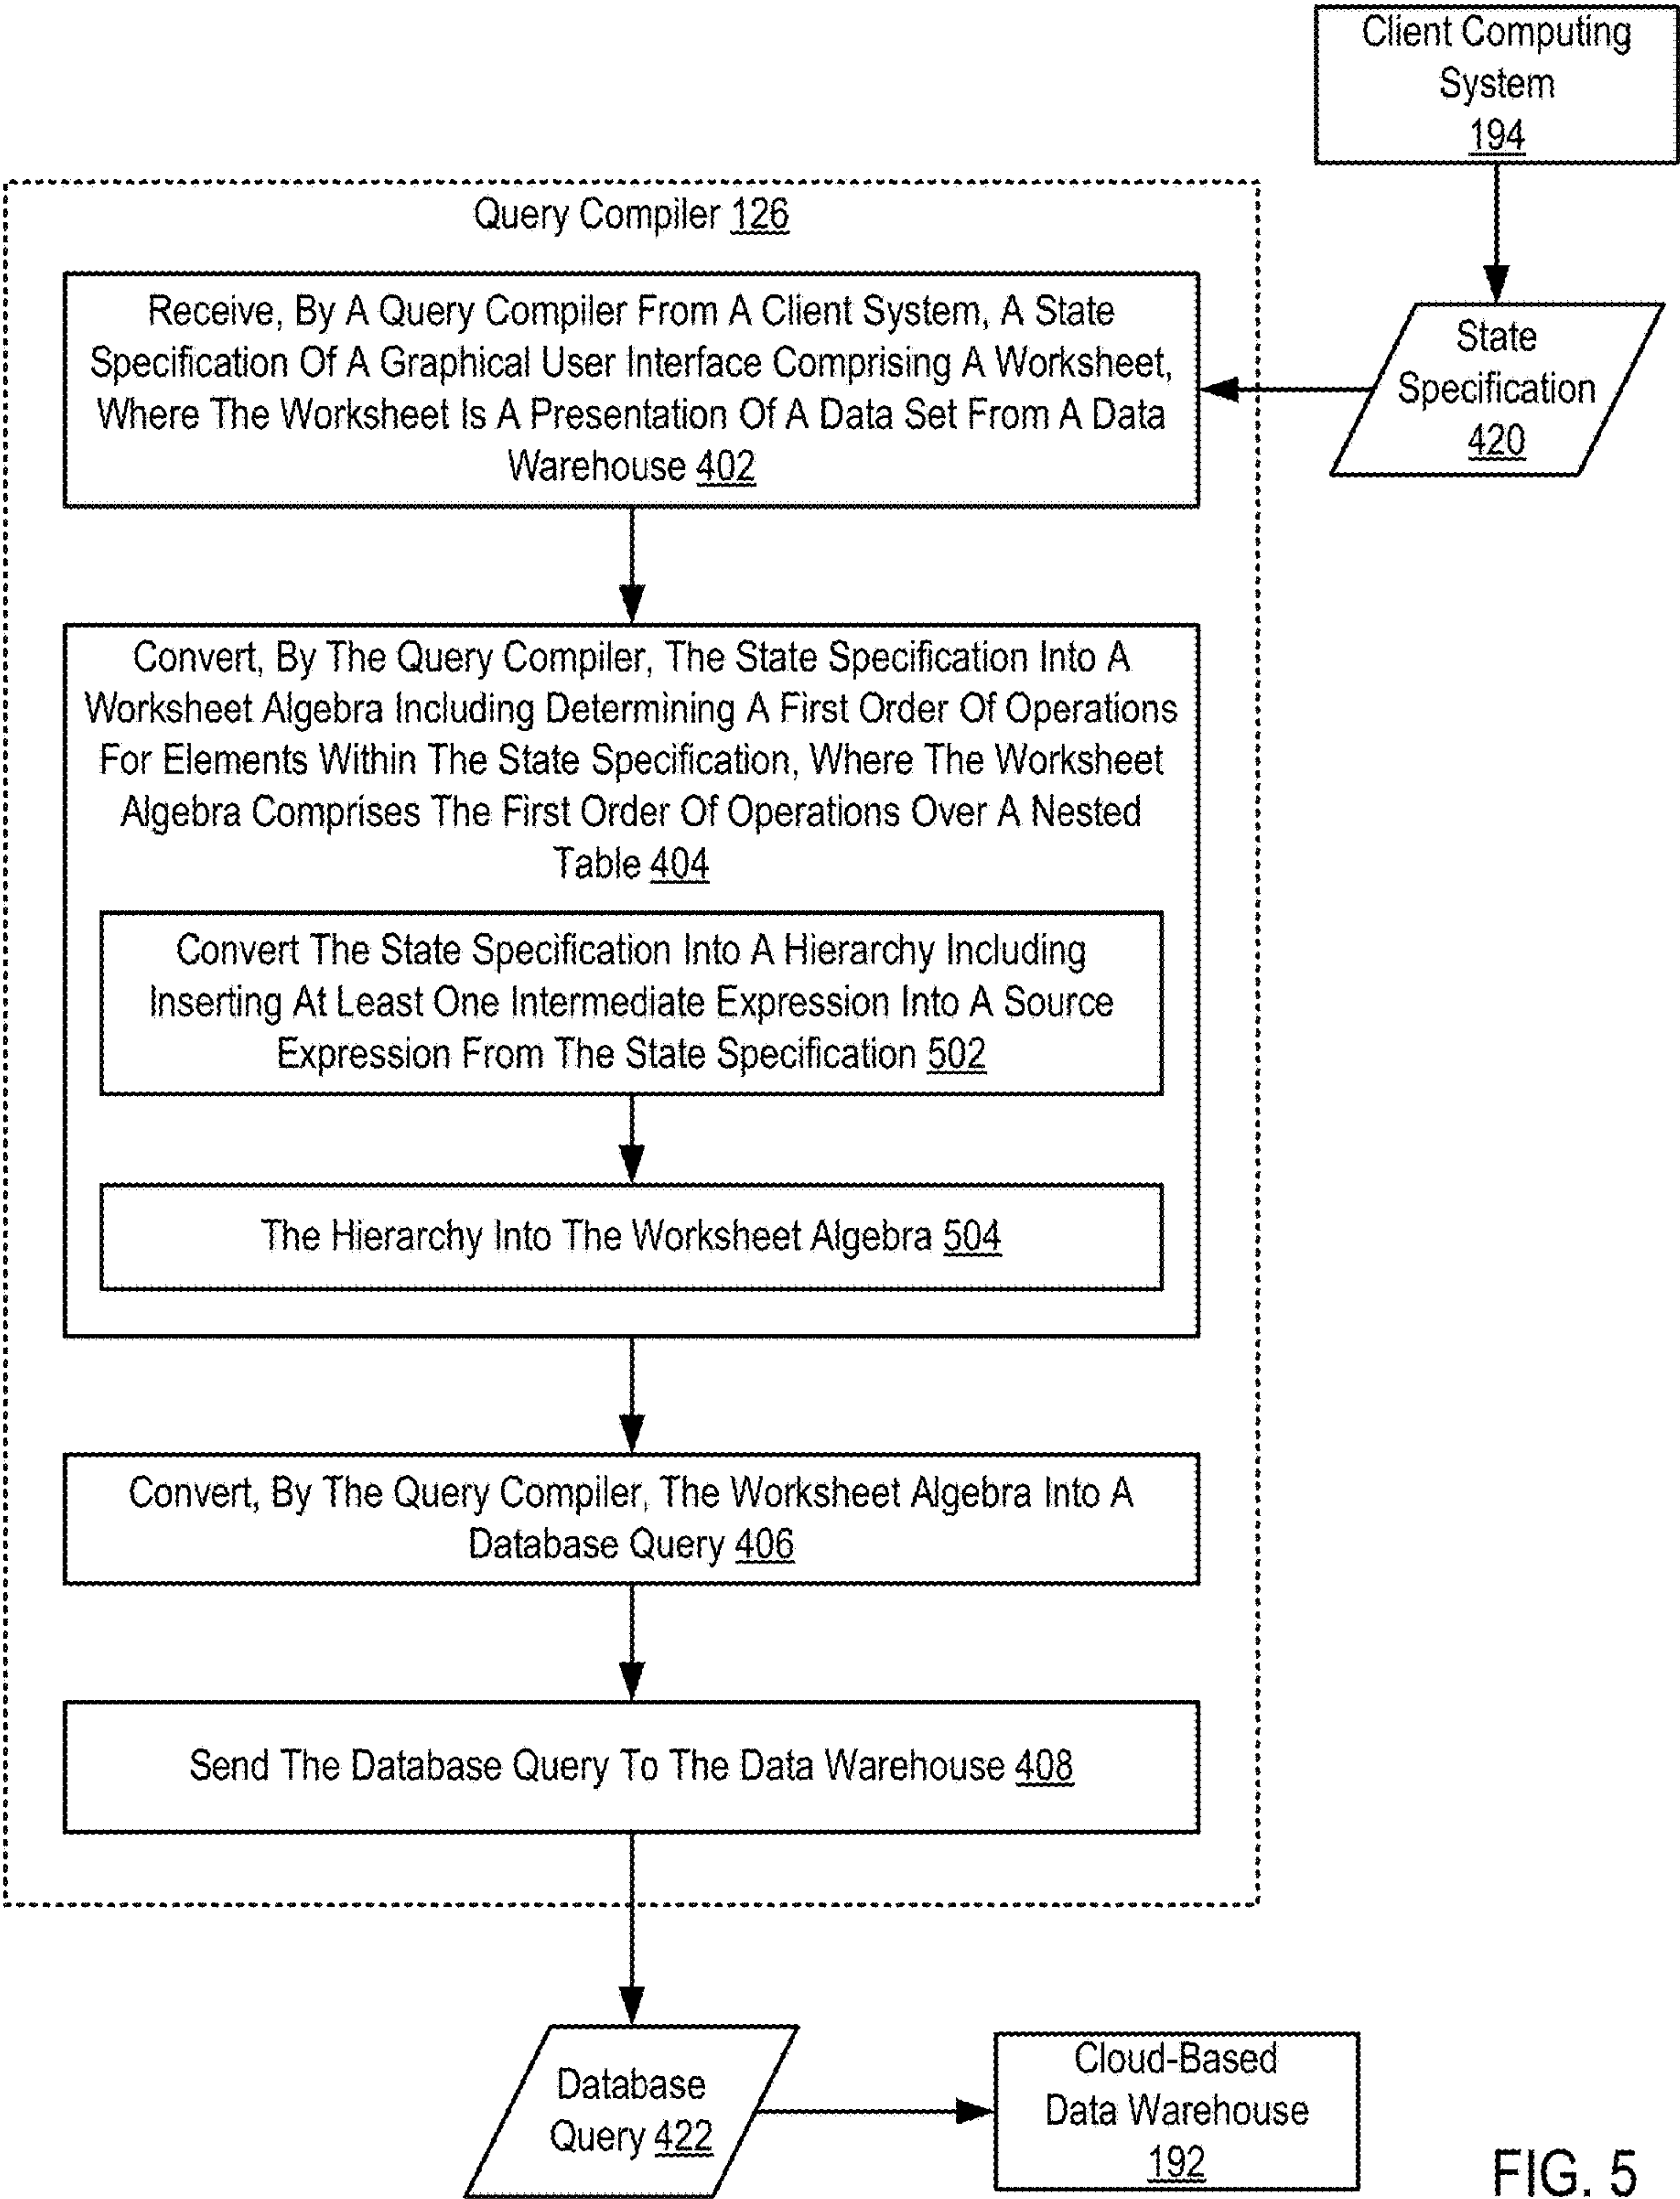 Client Computing
System
194
Query Compiler 126
Receive, By A Query Compiler From A Client System, A State
Specification Of A Graphical User Interface Comprising A Worksheet,
Where The Worksheet Is A Presentation Of A Data Set From A Data
Warehouse 402
State
Specification
420
Convert, By The Query Compiler, The State Specification Into A
Worksheet Algebra Including Determining A First Order Of Operations
For Elements Within The State Specification, Where The Worksheet
Algebra Comprises The First Order Of Operations Over A Nested
Table 404
Convert The State Specification Into A Hierarchy Including
Inserting At Least One Intermediate Expression Into A Source
Expression From The State Specification 502
The Hierarchy Into The Worksheet Algebra 504
Convert, By The Query Compiler, The Worksheet Algebra Into A
Database Query 406
Send The Database Query To The Data Warehouse 408
Database
Query 422
Cloud-Based
Data Warehouse
192
FIG. 5